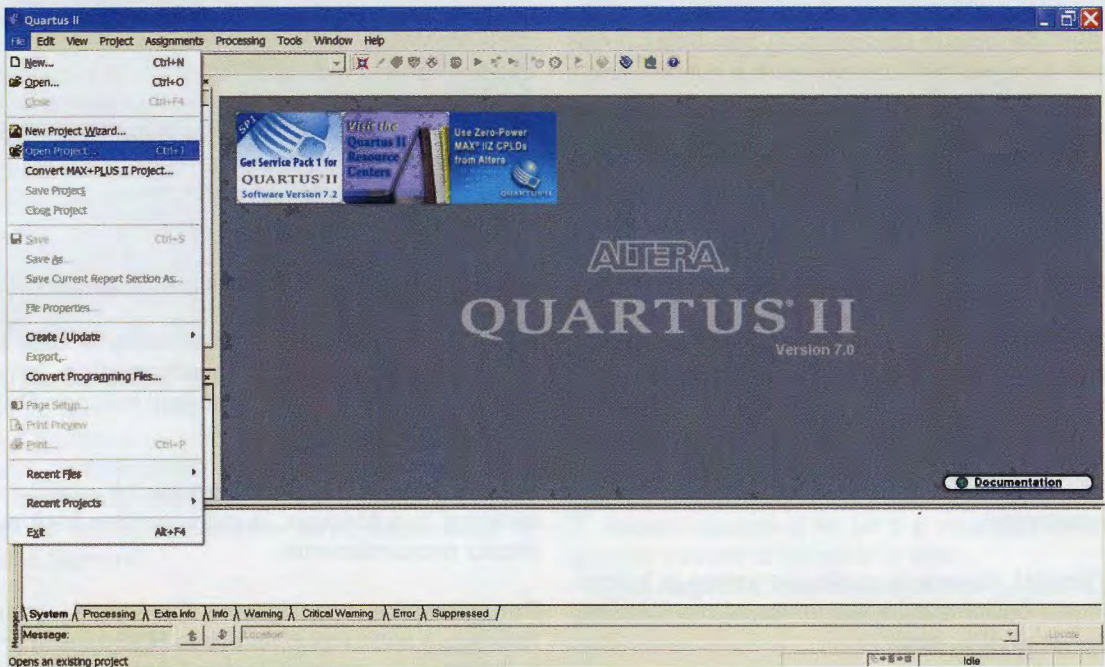 Quartus II
File Edit View Project Assignments Processing Tools Window Help
New... Ctrl+N
Open... Ctrl+O
Close Ctrl+F4
New Project Wizard...
Open Project... Ctrl+J
Convert MAX+PLUS II Project...
Save Project
Close Project
Save Ctrl+S
Save As...
Save Current Report Section As...
File Properties...
Create / Update
Export...
Convert Programming Files...
Page Setup...
Print Preview
Print... Ctrl+P
Recent Files
Recent Projects
Exit Alt+F4
SP1
Get Service Pack 1 for
QUARTUS II
Software Version 7.2
Visit the
Quartus II
Resource
Centers
Use Zero-Power
MAX® IIZ CPLDs
from Altera
QUARTUS II
ALTERA
QUARTUS® II
Version 7.0
Documentation
System Processing Extra Info Info Warning Critical Warning Error Suppressed
Messages
Message: Location: Locate
Opens an existing project Idle